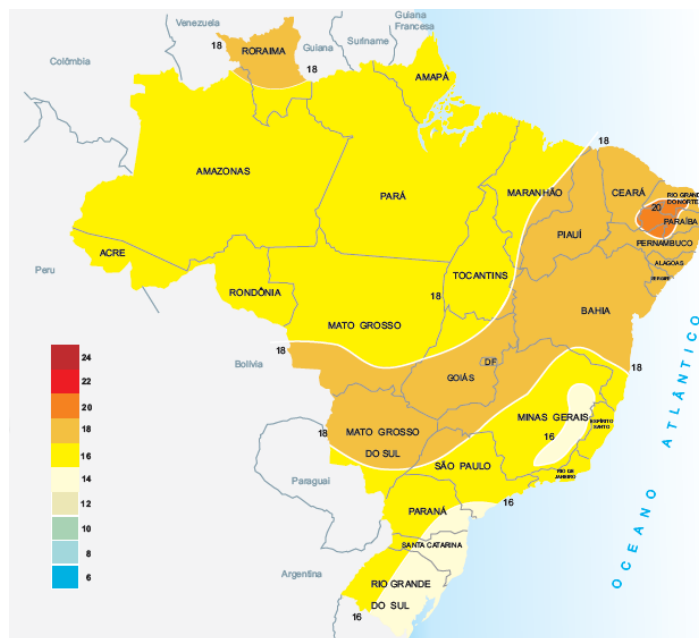 Venezuela
Guiana
Francesa
18
RORAIMA
Guiana
Suriname
18
Colômbia
AMAPÁ
18
AMAZONAS
PARÁ
MARANHÃO
CEARÁ
RIO GRANDE
DO NORTE
20
PARAÍBA
PIAUÍ
PERNAMBUCO
ACRE
Peru
TOCANTINS
ALAGOAS
SERGIPE
RONDÔNIA
18
MATO GROSSO
BAHIA
18
Bolívia
DF
GOIÁS
18
24
22
20
18
16
14
12
10
8
6
MINAS GERAIS
ESPÍRITO
SANTO
18
MATO GROSSO
DO SUL
16
SÃO PAULO
RIO DE
JANEIRO
Paraguai
16
PARANÁ
SANTA CATARINA
Argentina
RIO GRANDE
DO SUL
16
OCEANO ATLÂNTICO